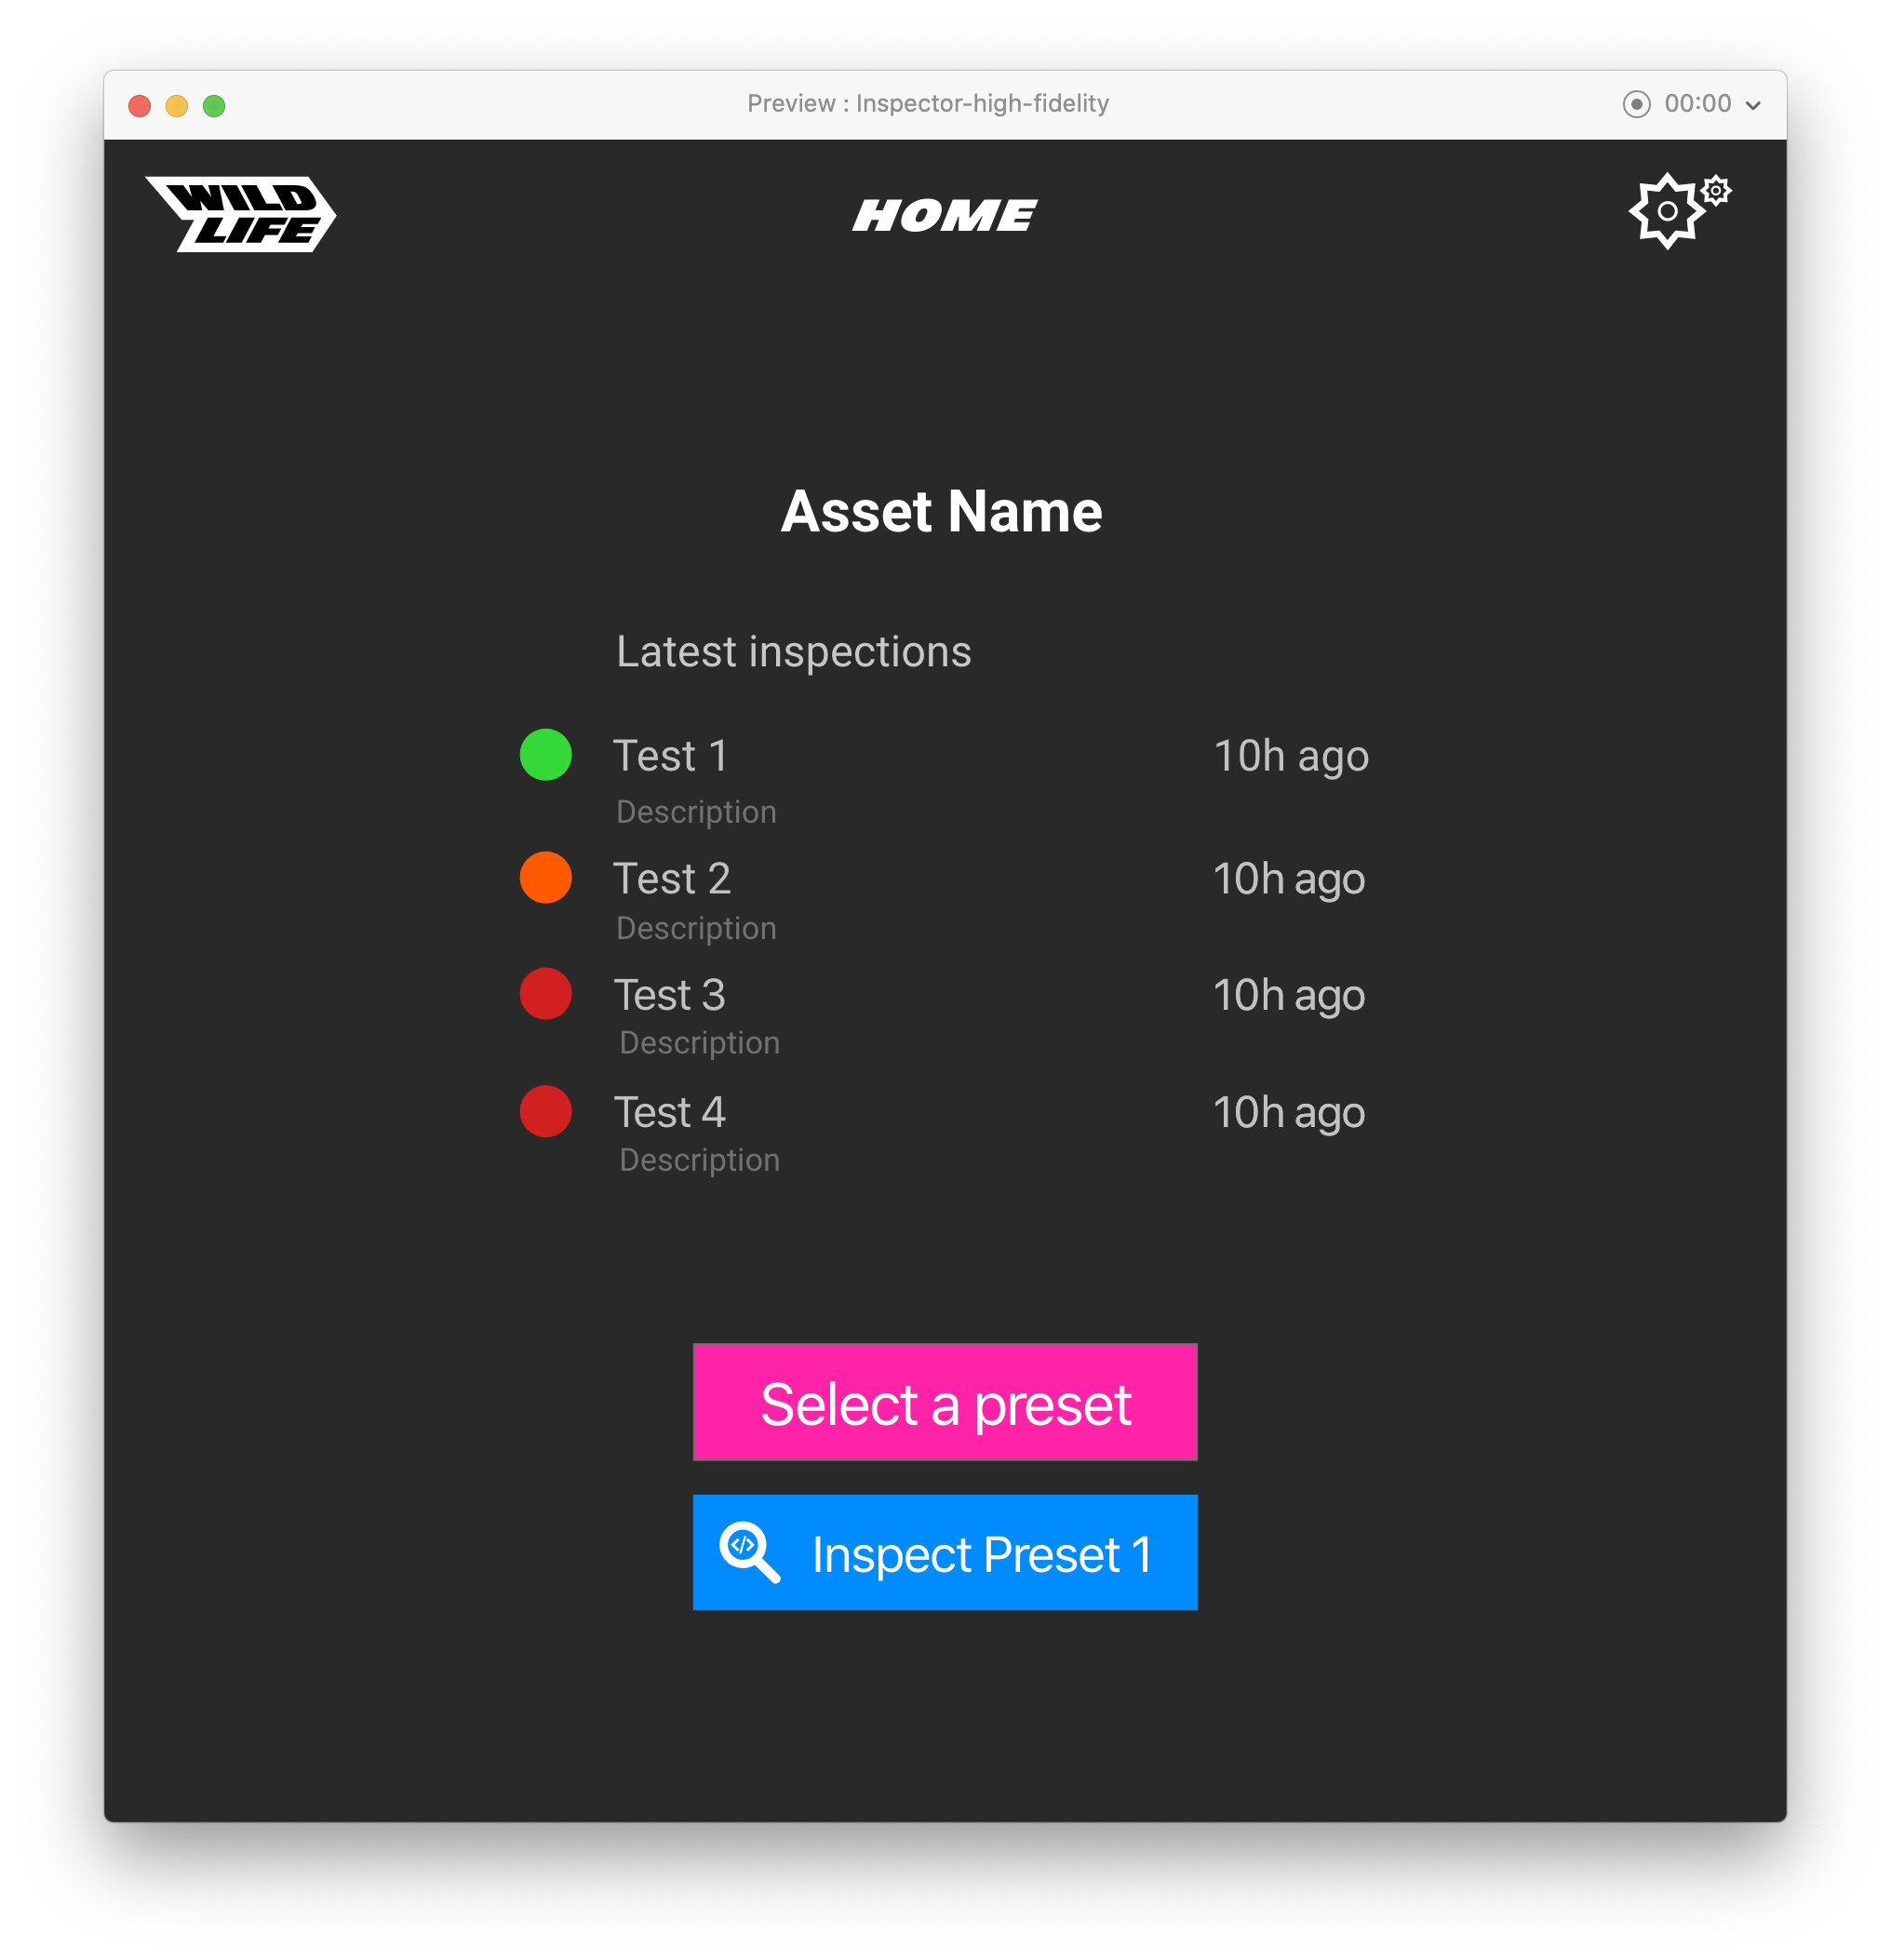 Preview : Inspector-high-fidelity
00:00
WILD
LIFE
HOME
Asset Name
Latest inspections
Test 1 10h ago
Description
Test 2 10h ago
Description
Test 3 10h ago
Description
Test 4 10h ago
Description
Select a preset
</> Inspect Preset 1